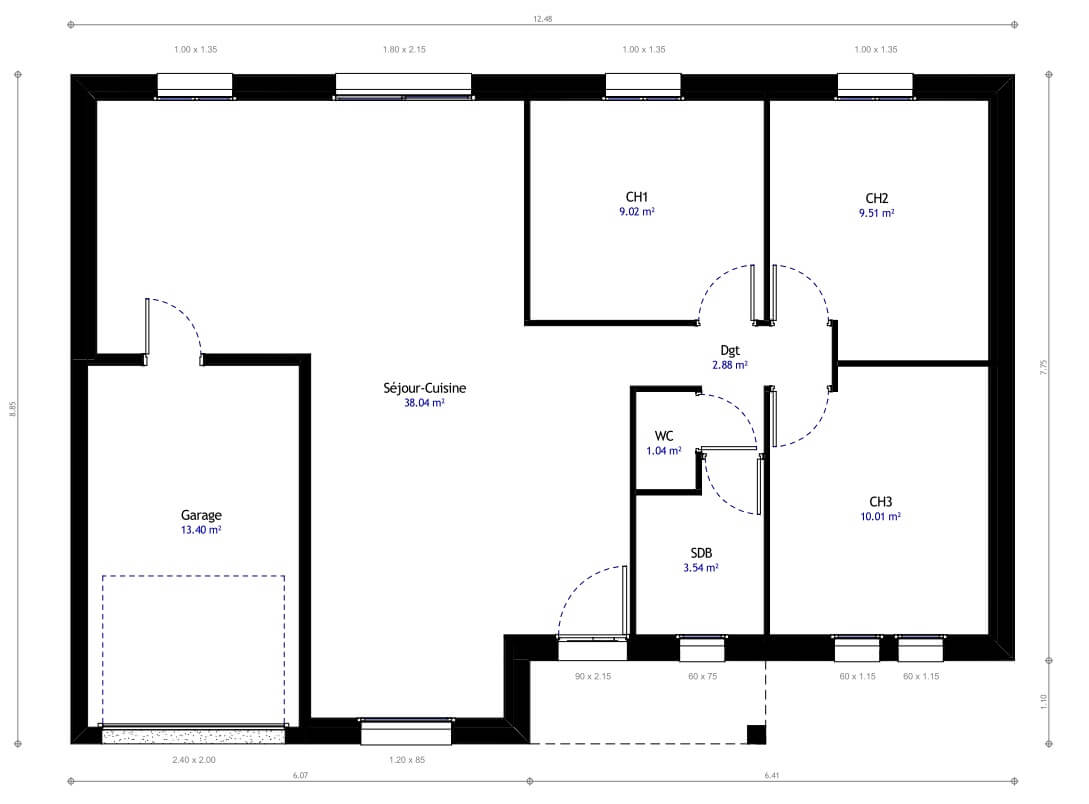 12.48
1.00 x 1.35
1.80 x 2.15
1.00 x 1.35
1.00 x 1.35
CH1
9.02 m²
CH2
9.51 m²
Dgt
2.88 m²
7.75
Séjour-Cuisine
38.04 m²
8.85
WC
1.04 m²
Garage
13.40 m²
CH3
10.01 m²
SDB
3.54 m²
90 x 2.15
60 x 75
60 x 1.15
60 x 1.15
1.10
2.40 x 2.00
1.20 x 85
6.07
6.41